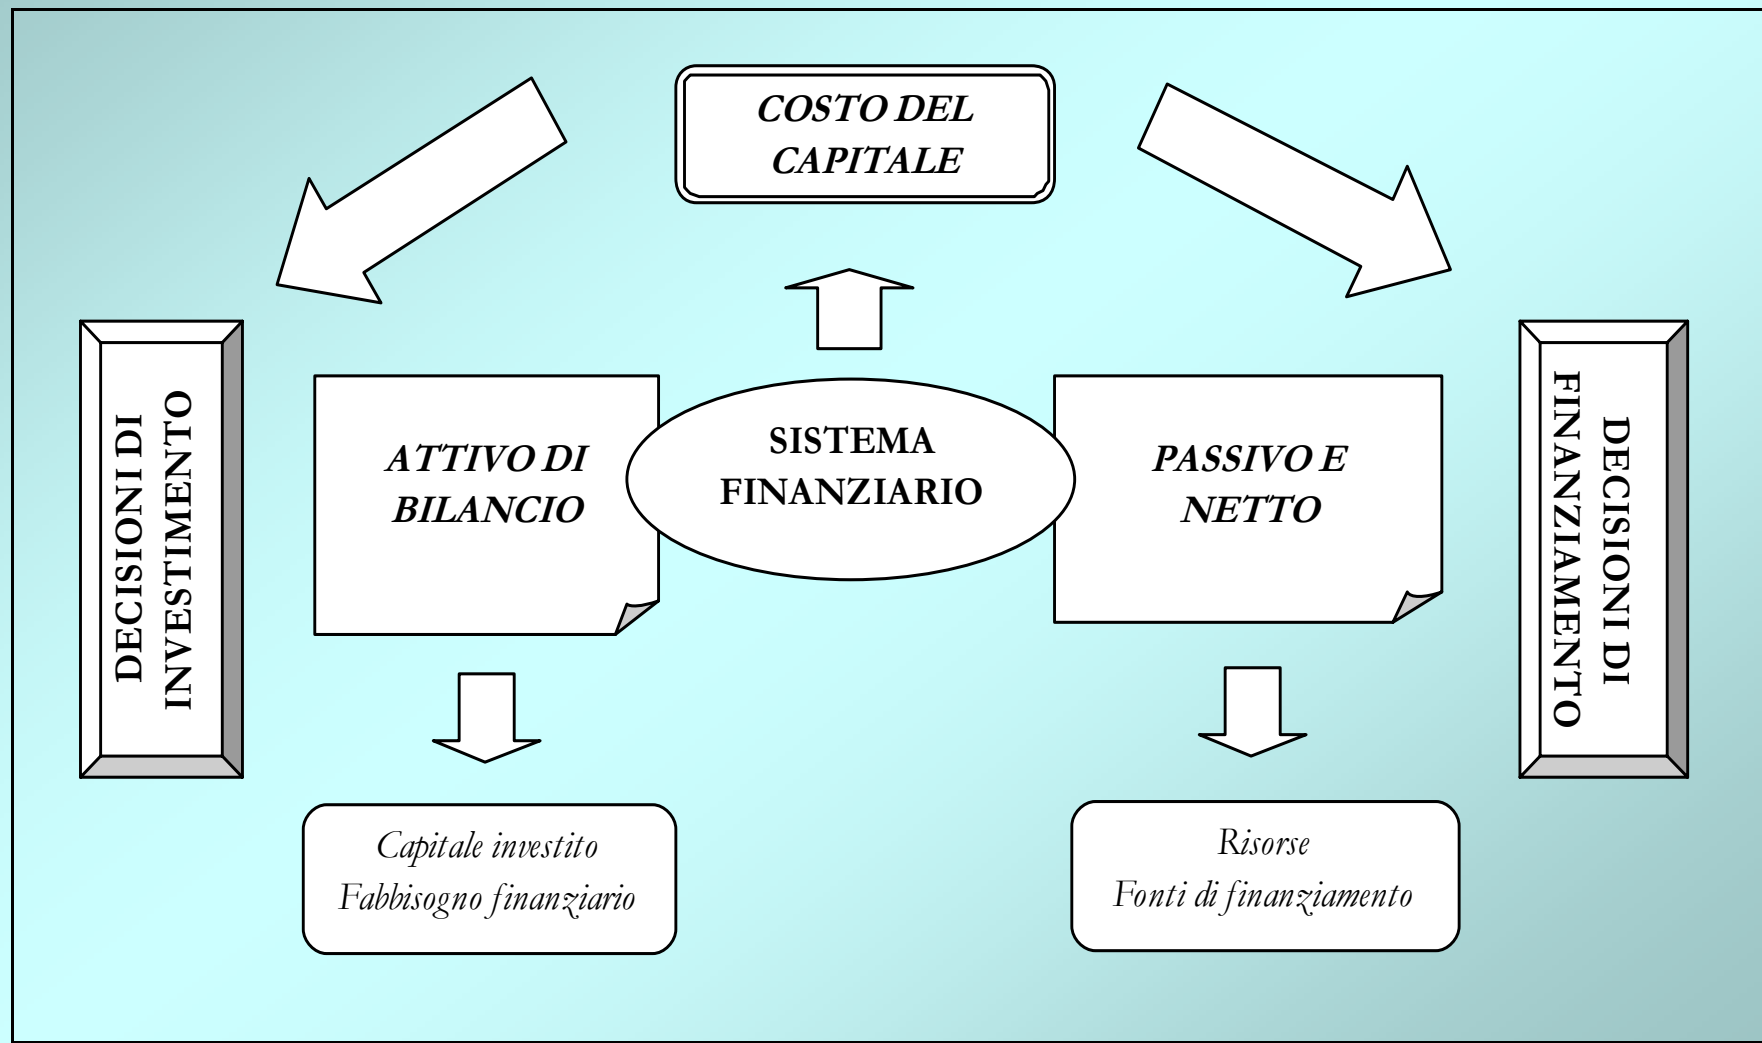 COSTO DEL
CAPITALE
DECISIONI DI
INVESTIMENTO
ATTIVO DI
BILANCIO
SISTEMA
FINANZIARIO
PASSIVO E
NETTO
DECISIONI DI
FINANZIAMENTO
Capitale investito
Fabbisogno finanziario
Risorse
Fonti di finanziamento